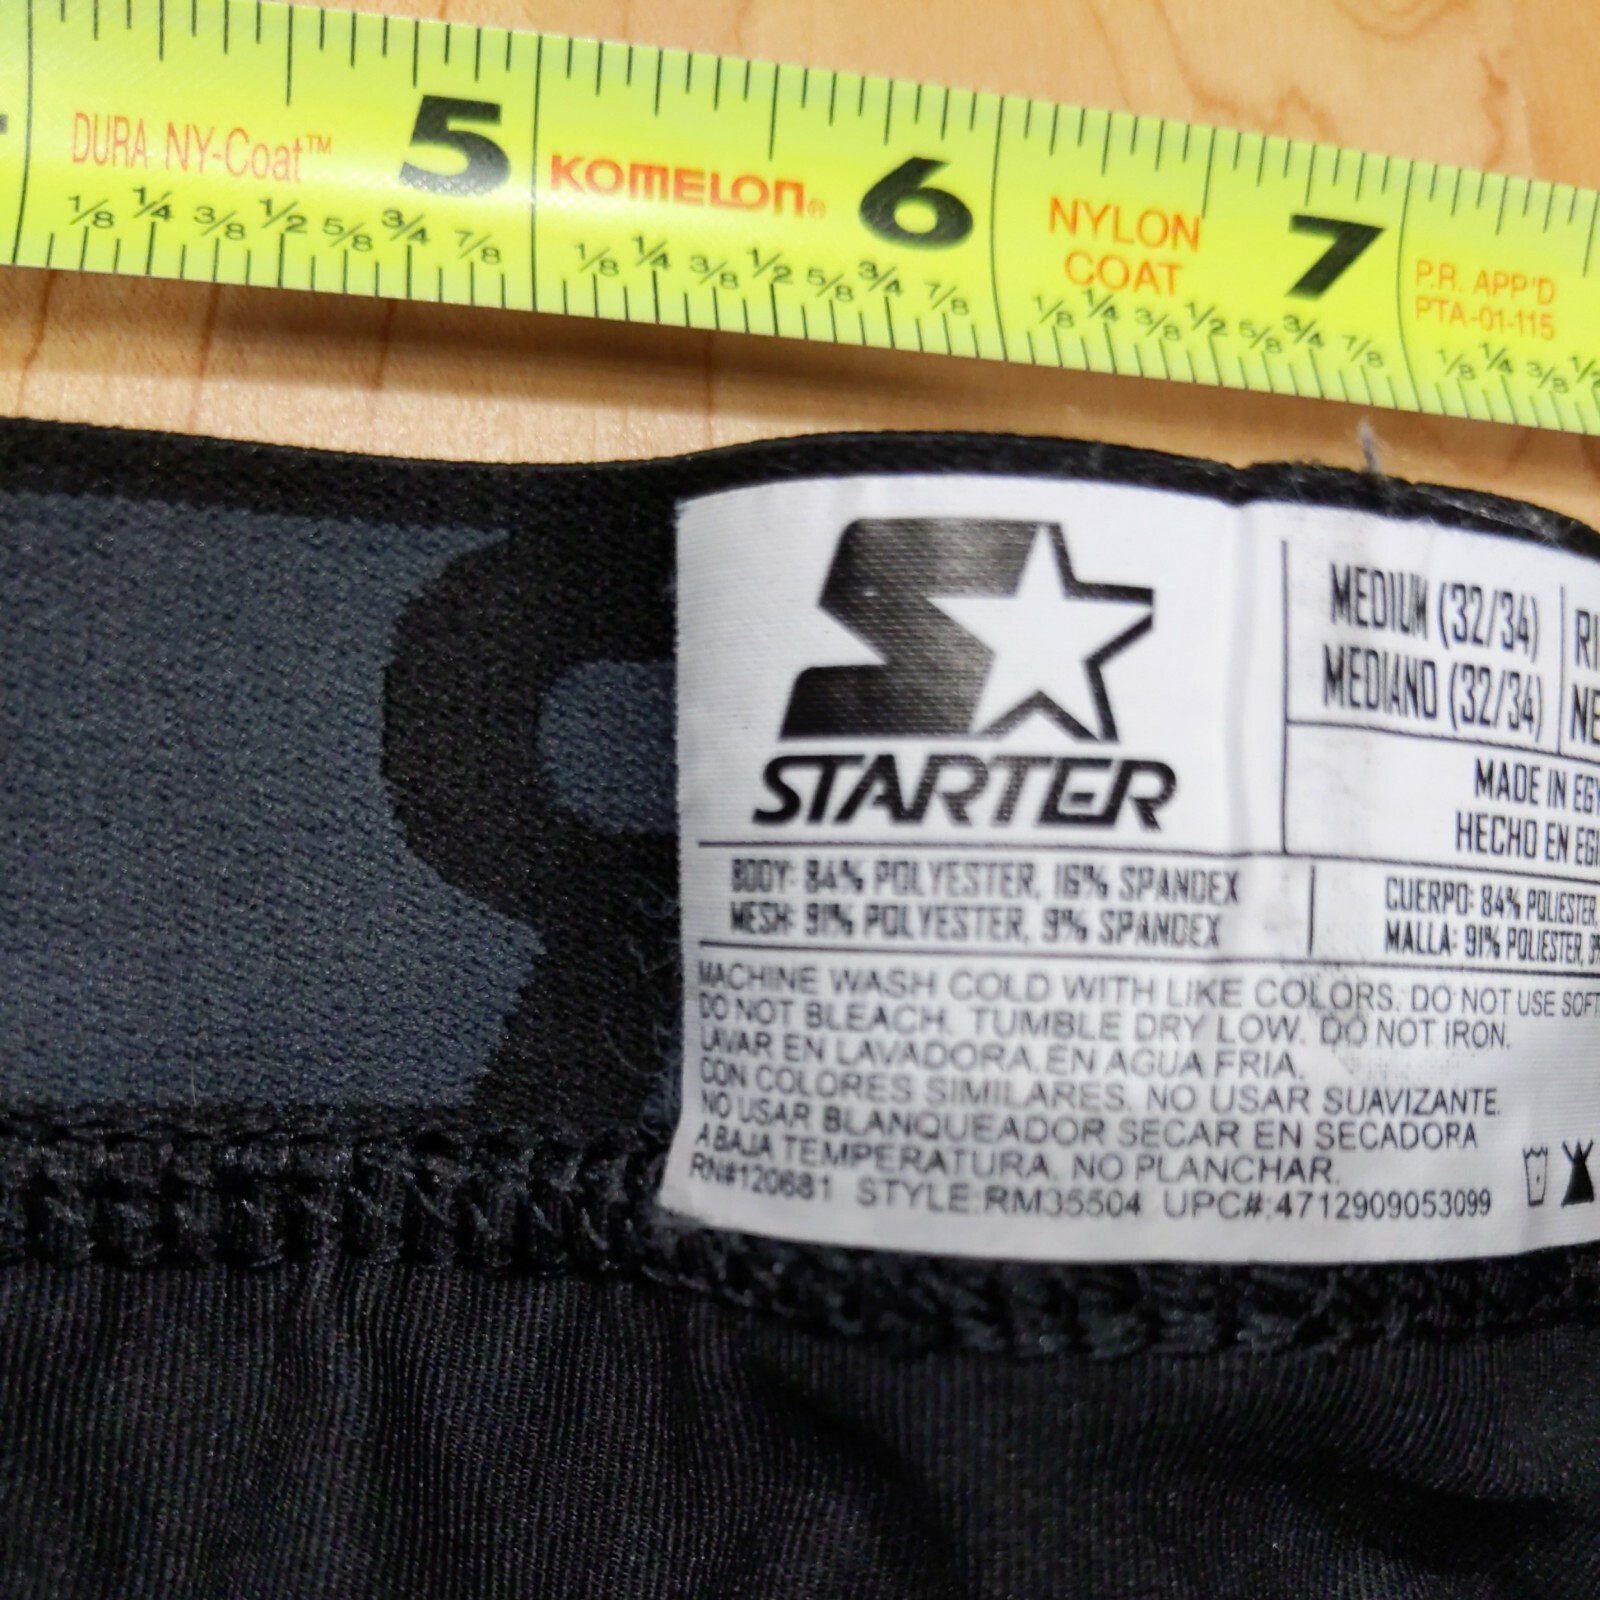 DURA NY-Coat™ 5 KOMELON® 6 NYLON COAT 7 P.R. APP'D PTA-01-115
1/8 1/4 3/8 1/2 5/8 3/4 7/8 1/8 1/4 3/8 1/2 5/8 3/4 7/8 1/8 1/4 3/8 1/2 5/8 3/4 7/8 1/8 1/4 3/8 1/2
STARTER
MEDIUM (32/34)
MEDIANO (32/34)
RI
NE
MADE IN EGY
HECHO EN EGI
BODY: 84% POLYESTER, 16% SPANDEX
MESH: 91% POLYESTER, 9% SPANDEX
CUERPO: 84% POLIESTER,
MALLA: 91% POLIESTER, 9%
MACHINE WASH COLD WITH LIKE COLORS. DO NOT USE SOFT
DO NOT BLEACH. TUMBLE DRY LOW. DO NOT IRON.
LAVAR EN LAVADORA.EN AGUA FRIA.
CON COLORES SIMILARES. NO USAR SUAVIZANTE.
NO USAR BLANQUEADOR SECAR EN SECADORA
A BAJA TEMPERATURA. NO PLANCHAR.
RN#120681 STYLE:RM35504 UPC#:4712909053099